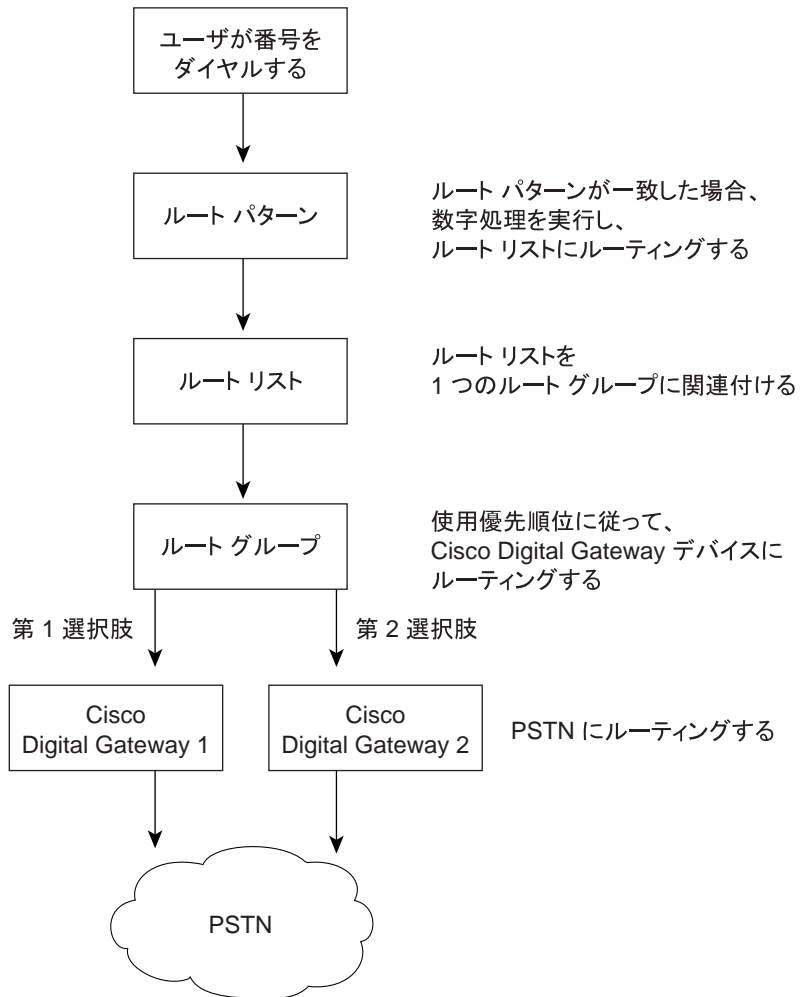 ユーザが番号を
ダイヤルする
ルート パターン
ルート パターンが一致した場合、
数字処理を実行し、
ルート リストにルーティングする
ルート リスト
ルート リストを
1 つのルート グループに関連付ける
ルート グループ
使用優先順位に従って、
Cisco Digital Gateway デバイスに
ルーティングする
第 1 選択肢
第 2 選択肢
Cisco
Digital Gateway 1
Cisco
Digital Gateway 2
PSTN にルーティングする
PSTN